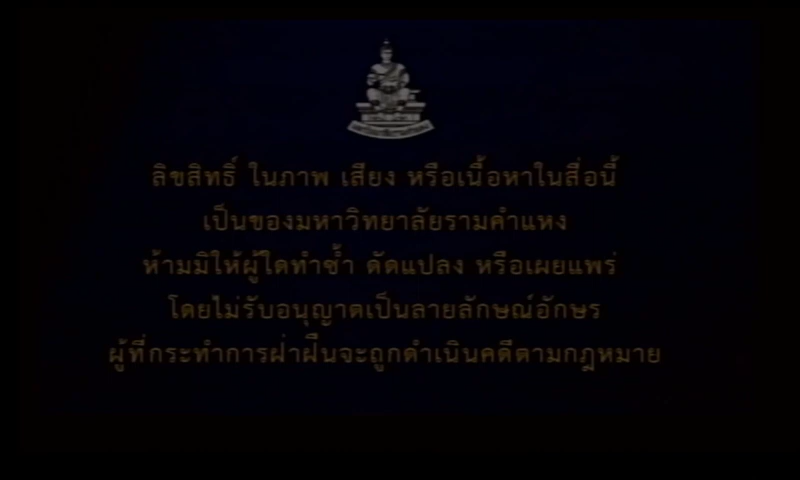 ลิขสิทธิ์ ในภาพ เสียง หรือเนื้อหาในสื่อนี้
เป็นของมหาวิทยาลัยรามคำแหง
ห้ามมิให้ผู้ใดทำซ้ำ ดัดแปลง หรือเผยแพร่
โดยไม่รับอนุญาตเป็นลายลักษณ์อักษร
ผู้ที่กระทำการฝ่าฝืนจะถูกดำเนินคดีตามกฎหมาย